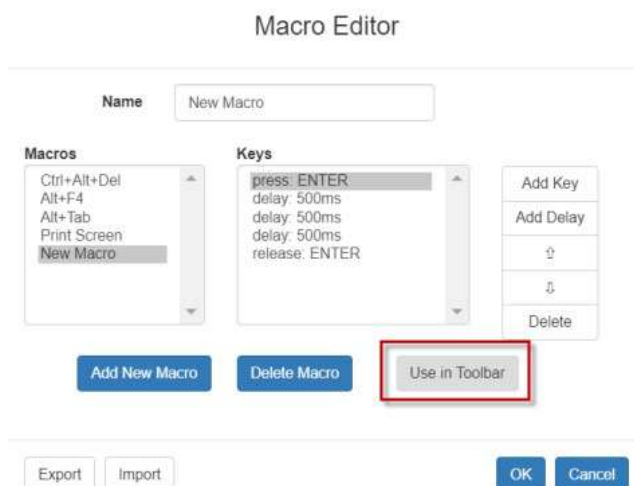 Macro Editor
Name New Macro
Macros
Ctrl+Alt+Del
Alt+F4
Alt+Tab
Print Screen
New Macro
Keys
press: ENTER
delay: 500ms
delay: 500ms
delay: 500ms
release: ENTER
Add Key
Add Delay
⇧
⇩
Delete
Add New Macro Delete Macro Use in Toolbar
Export Import OK Cancel